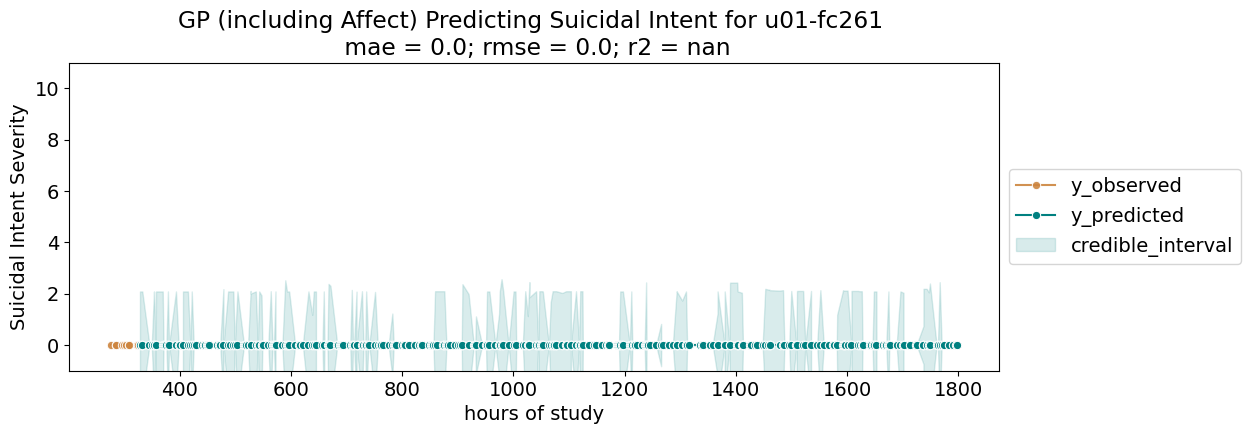 GP (including Affect) Predicting Suicidal Intent for u01-fc261
mae = 0.0; rmse = 0.0; r2 = nan
Suicidal Intent Severity
10
8
6
4
2
0
y_observed
y_predicted
credible_interval
400 600 800 1000 1200 1400 1600 1800
hours of study